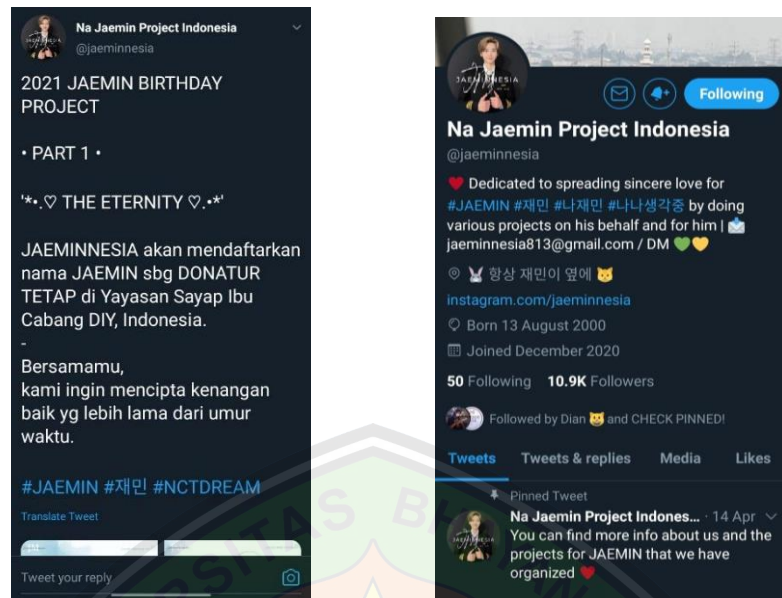 Na Jaemin Project Indonesia
@jaeminnesia
2021 JAEMIN BIRTHDAY
PROJECT
• PART 1 •
'*•.♡ THE ETERNITY ♡.•*'
JAEMINNESIA akan mendaftarkan
nama JAEMIN sbg DONATUR
TETAP di Yayasan Sayap Ibu
Cabang DIY, Indonesia.
-
Bersamamu,
kami ingin mencipta kenangan
baik yg lebih lama dari umur
waktu.
#JAEMIN #재민 #NCTDREAM
Translate Tweet
Tweet your reply
JAEMINNESIA
Following
Na Jaemin Project Indonesia
@jaeminnesia
❤️ Dedicated to spreading sincere love for
#JAEMIN #재민 #나재민 #나나생각중 by doing
various projects on his behalf and for him | 📩
jaeminnesia813@gmail.com / DM 💚💛
🐰 항상 재민이 옆에 🐱
instagram.com/jaeminnesia
Born 13 August 2000
Joined December 2020
50 Following 10.9K Followers
Followed by Dian 😺 and CHECK PINNED!
Tweets Tweets & replies Media Likes
Pinned Tweet
Na Jaemin Project Indones... · 14 Apr
You can find more info about us and the
projects for JAEMIN that we have
organized ❤️